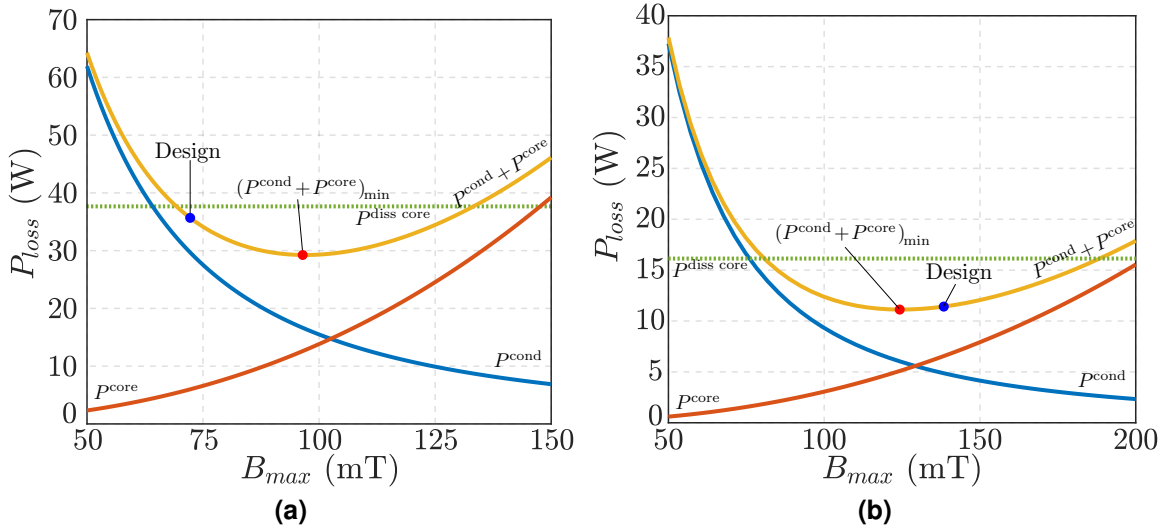 70
60
50
40
30
20
10
0
P_loss (W)
Design
(P^cond + P^core)_min
P^diss core
P^cond + P^core
P^cond
P^core
50
75
100
125
150
B_max (mT)
(a)
40
35
30
25
20
15
10
5
0
P_loss (W)
(P^cond + P^core)_min
P^diss core
Design
P^cond + P^core
P^cond
P^core
50
100
150
200
B_max (mT)
(b)